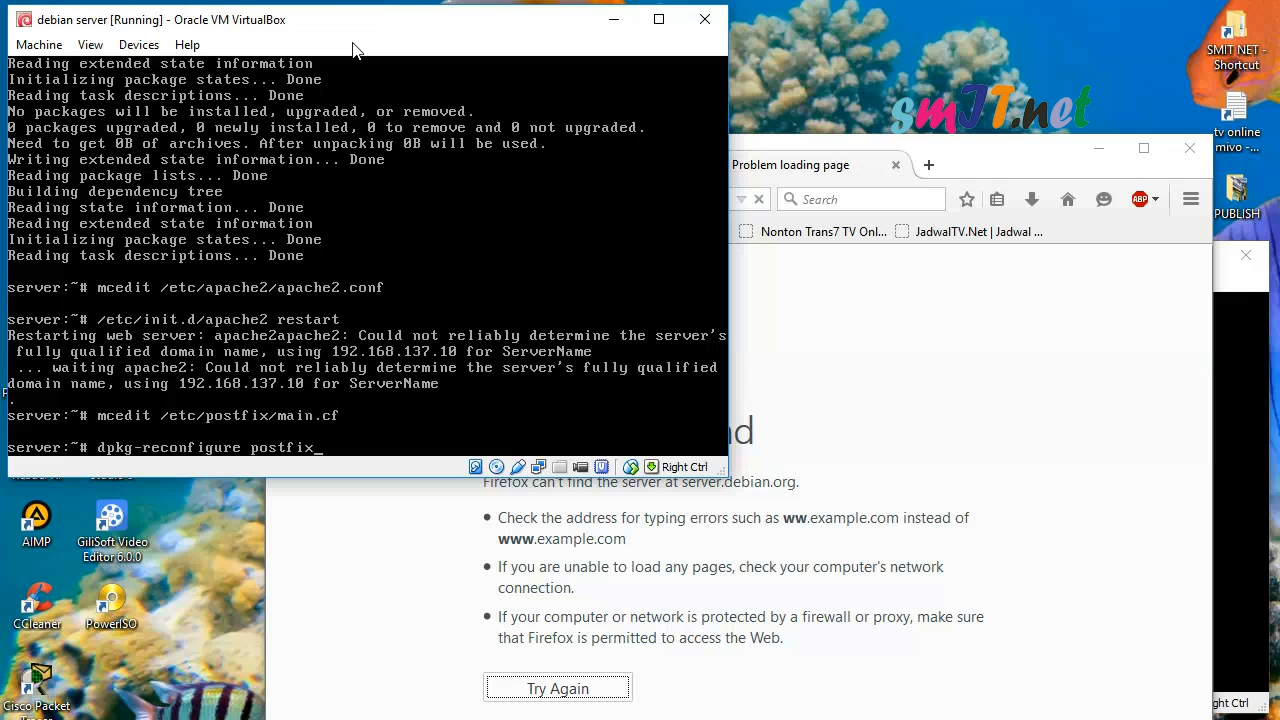 debian server [Running] - Oracle VM VirtualBox
Machine View Devices Help
Reading extended state information
Initializing package states... Done
Reading task descriptions... Done
No packages will be installed, upgraded, or removed.
0 packages upgraded, 0 newly installed, 0 to remove and 0 not upgraded.
Need to get 0B of archives. After unpacking 0B will be used.
Writing extended state information... Done
Reading package lists... Done
Building dependency tree
Reading state information... Done
Reading extended state information
Initializing package states... Done
Reading task descriptions... Done
server:~# mcedit /etc/apache2/apache2.conf
server:~# /etc/init.d/apache2 restart
Restarting web server: apache2apache2: Could not reliably determine the server's
fully qualified domain name, using 192.168.137.10 for ServerName
... waiting apache2: Could not reliably determine the server's fully qualified
domain name, using 192.168.137.10 for ServerName
.
server:~# mcedit /etc/postfix/main.cf
server:~# dpkg-reconfigure postfix_
Right Ctrl
smIT.net
SMIT NET -
Shortcut
tv online
mivo -...
PUBLISH
Problem loading page
Search
ABP
Nonton Trans7 TV Onl...
JadwalTV.Net | Jadwal ...
nd
Firefox can't find the server at server.debian.org.
Check the address for typing errors such as ww.example.com instead of
www.example.com
If you are unable to load any pages, check your computer's network
connection.
If your computer or network is protected by a firewall or proxy, make sure
that Firefox is permitted to access the Web.
Try Again
ght Ctrl
AIMP
GiliSoft Video
Editor 6.0.0
CCleaner
PowerISO
Cisco Packet